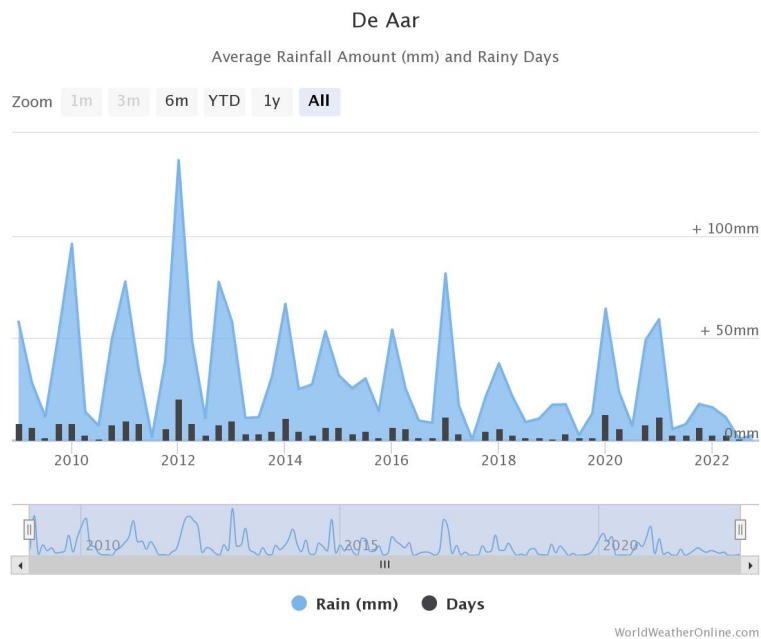 De Aar
Average Rainfall Amount (mm) and Rainy Days
Zoom 1m 3m 6m YTD 1y All
+ 100mm
+ 50mm
0mm
2010 2012 2014 2016 2018 2020 2022
2010 2015 2020
Rain (mm) Days
WorldWeatherOnline.com